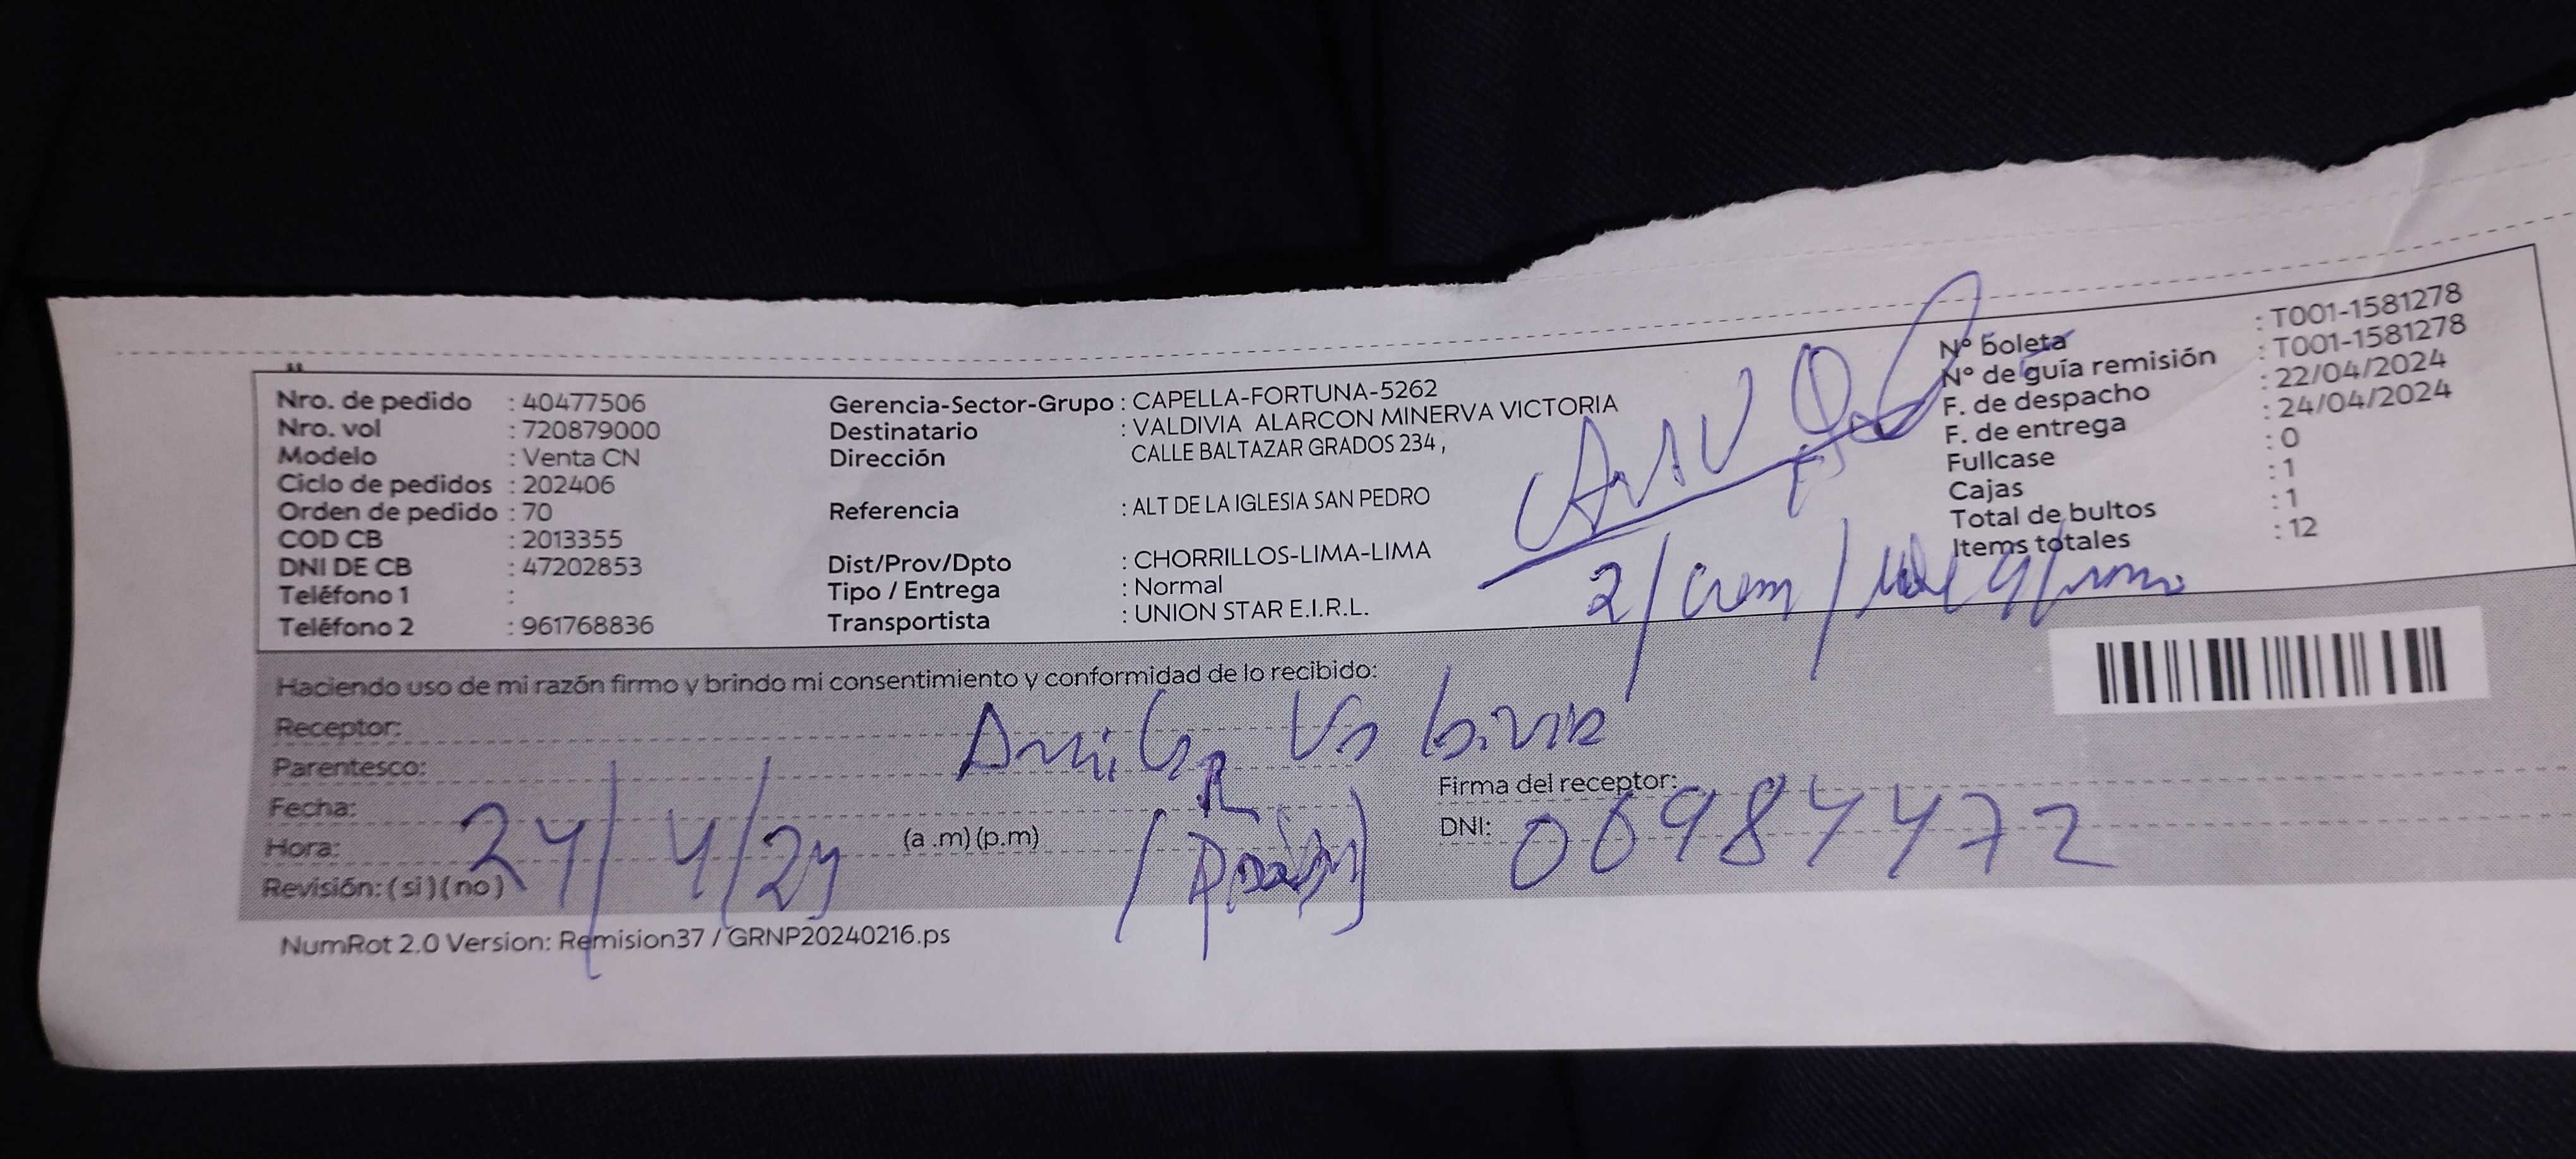 Nro. de pedido : 40477506
Nro. vol : 720879000
Modelo : Venta CN
Ciclo de pedidos : 202406
Orden de pedido : 70
COD CB : 2013355
DNI DE CB : 47202853
Teléfono 1 :
Teléfono 2 : 961768836
Gerencia-Sector-Grupo : CAPELLA-FORTUNA-5262
Destinatario : VALDIVIA ALARCON MINERVA VICTORIA
Dirección CALLE BALTAZAR GRADOS 234 ,
Referencia : ALT DE LA IGLESIA SAN PEDRO
Dist/Prov/Dpto : CHORRILLOS-LIMA-LIMA
Tipo / Entrega : Normal
Transportista : UNION STAR E.I.R.L.
N° boleta : T001-1581278
N° de guía remisión : T001-1581278
F. de despacho : 22/04/2024
F. de entrega : 24/04/2024
Fullcase : 0
Cajas : 1
Total de bultos : 1
Items totales : 12
Haciendo uso de mi razón firmo y brindo mi consentimiento y conformidad de lo recibido:
Receptor:
Parentesco:
Fecha:
Hora: 24/4/24 (a .m) (p.m)
Revisión: ( si ) ( no )
Firma del receptor:
DNI: 06984472
NumRot 2.0 Version: Remision37 / GRNP20240216.ps